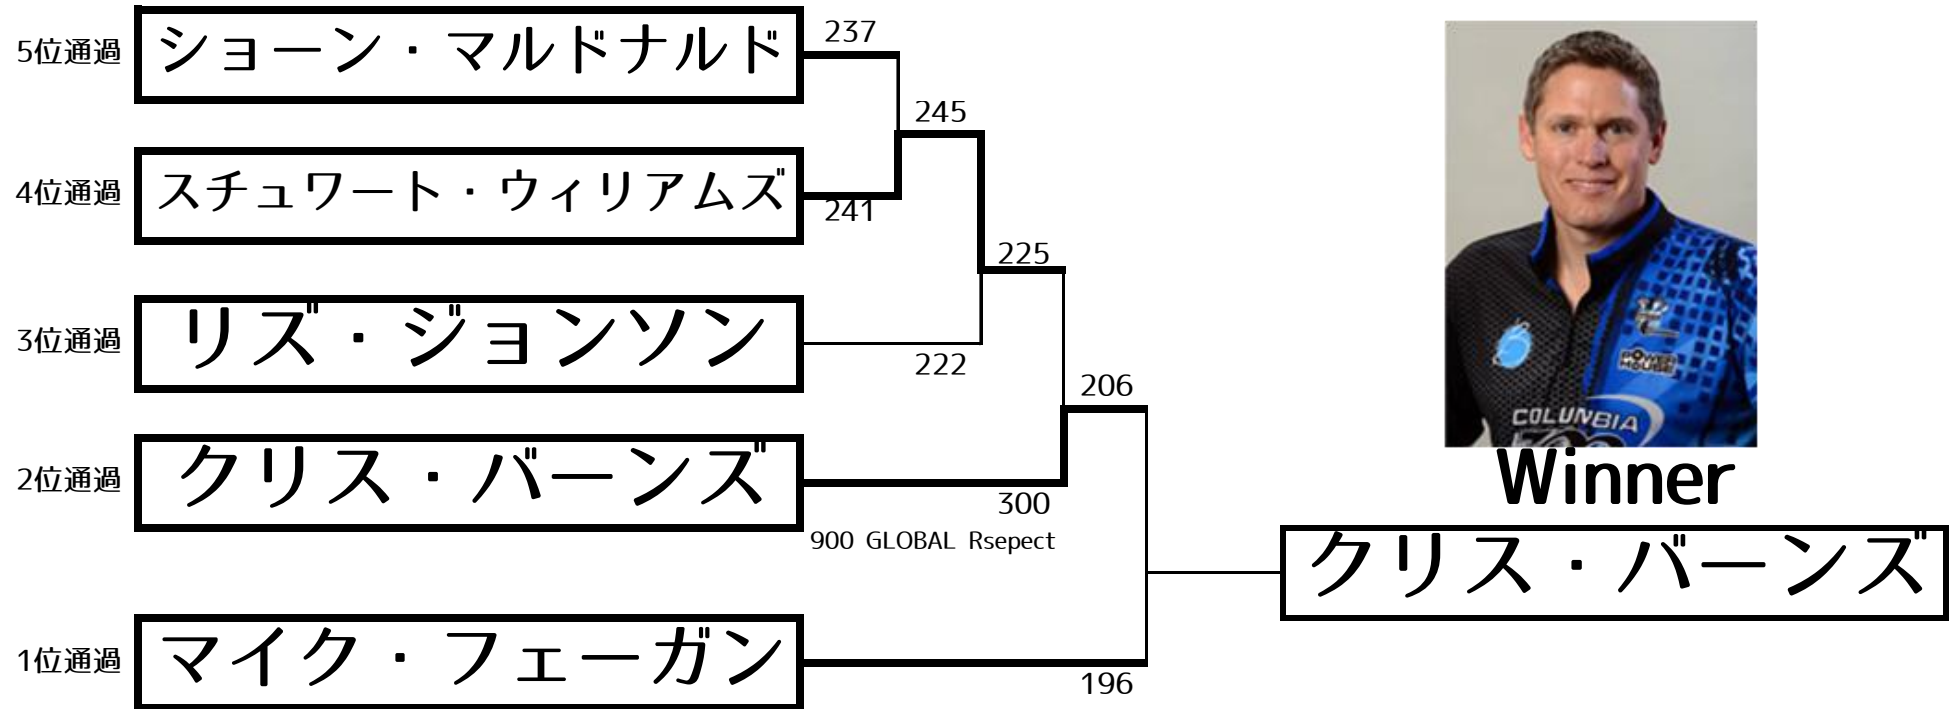 5位通過
ショーン・マルドナルド
237
245
4位通過
スチュワート・ウィリアムズ
241
225
3位通過
リズ・ジョンソン
222
206
2位通過
クリス・バーンズ
300
900 GLOBAL Rsepect
1位通過
マイク・フェーガン
196
POWER
HOUSE
COLUMBIA
Winner
クリス・バーンズ